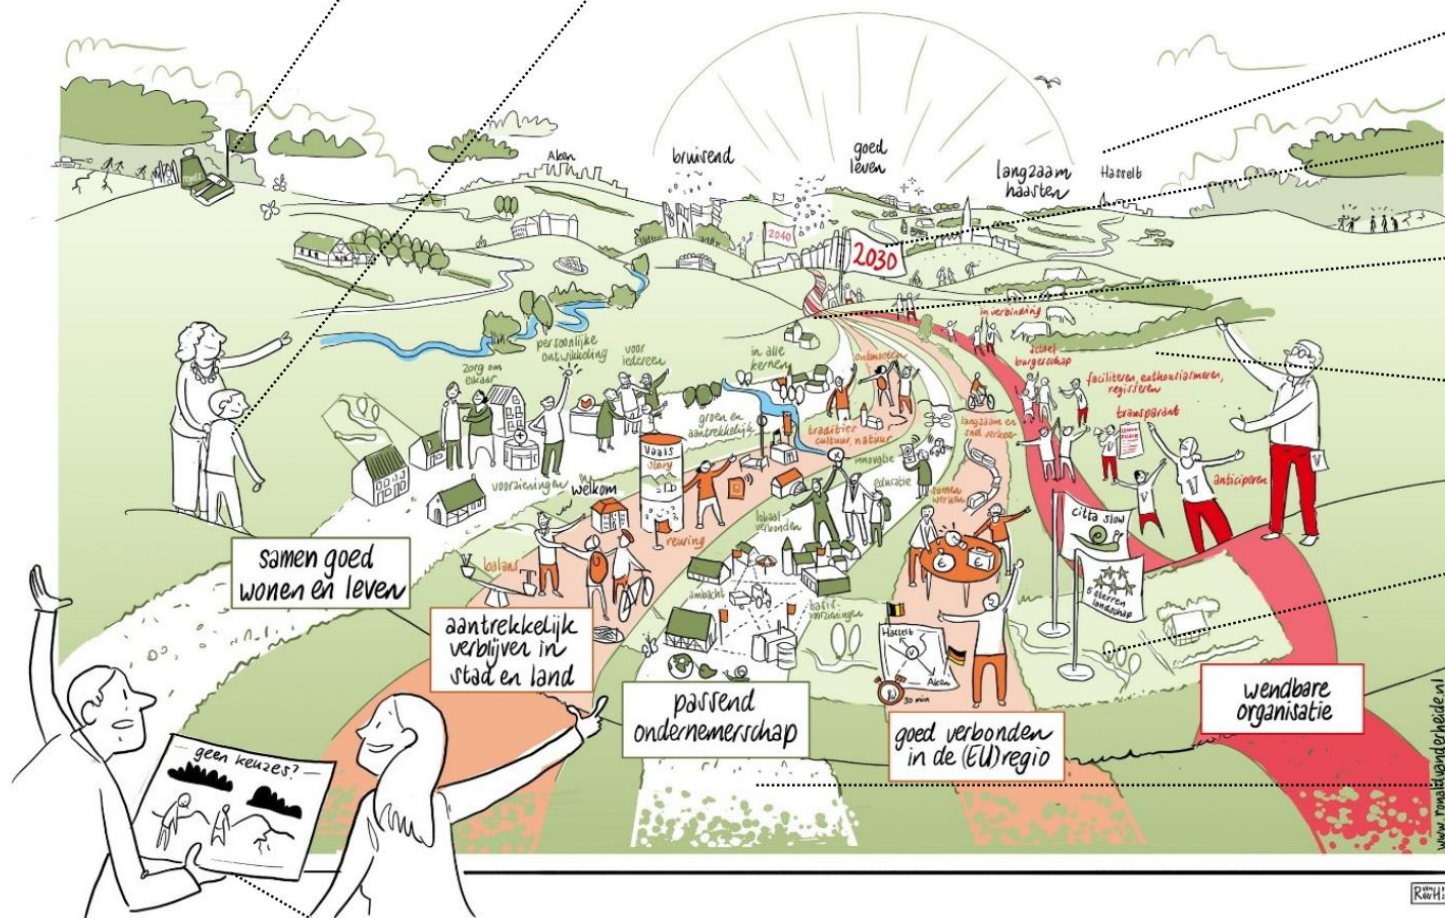 Aken
bruisend
goed
leven
langzaam
haasten
Hasselt
2040
2030
in verbinding
actief
burgerschap
faciliteren, enthousiasmeren,
regisseren
transparant
anticiperen
persoonlijke
ontwikkeling
voor
iedereen
zorg om
elkaar
in alle
kernen
ontmoeten
groen en
aantrekkelijk
tradities
cultuur, natuur
langzaam en
snel verkeer
voorzieningen
welkom
Vaals
story
innovatie
educatie
samen
werken
lokaal
verbonden
reuring
balans
citta slow
5 sterren
landschap
V
V
V
samen goed
wonen en leven
ambacht
basis-
voorzieningen
aantrekkelijk
verblijven in
stad en land
Hasselt
Aken
30 min
€
€
passend
ondernemerschap
goed verbonden
in de (EU)regio
wendbare
organisatie
geen keuzes?
www.ronaldvanderheide.nl